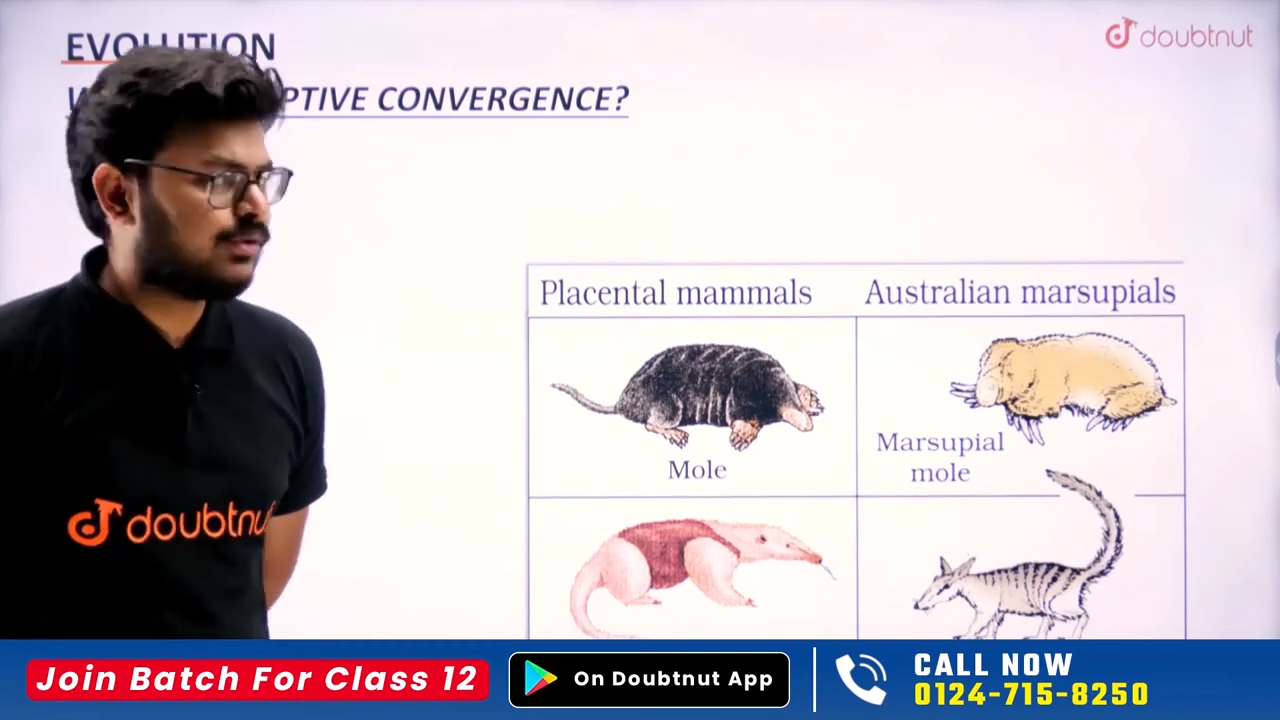 EVOLUTION
doubtnut
PTIVE CONVERGENCE?
Placental mammals
Australian marsupials
Mole
Marsupial
mole
doubtnut
Join Batch For Class 12
On Doubtnut App
CALL NOW
0124-715-8250